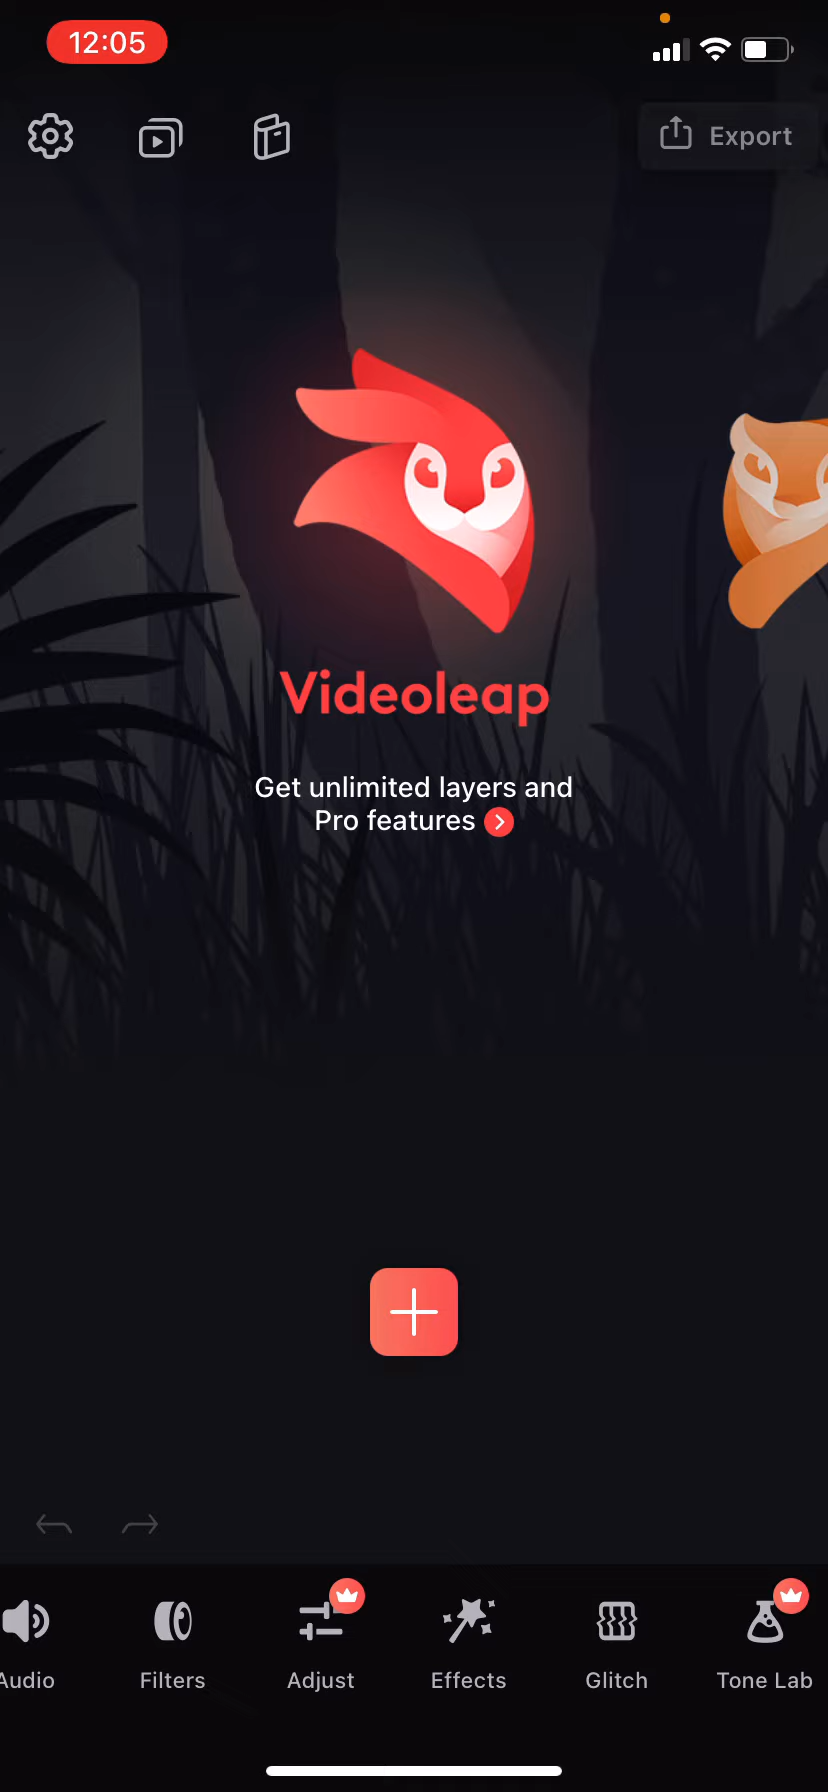 12:05
Export
Videoleap
Get unlimited layers and
Pro features
Audio
Filters
Adjust
Effects
Glitch
Tone Lab